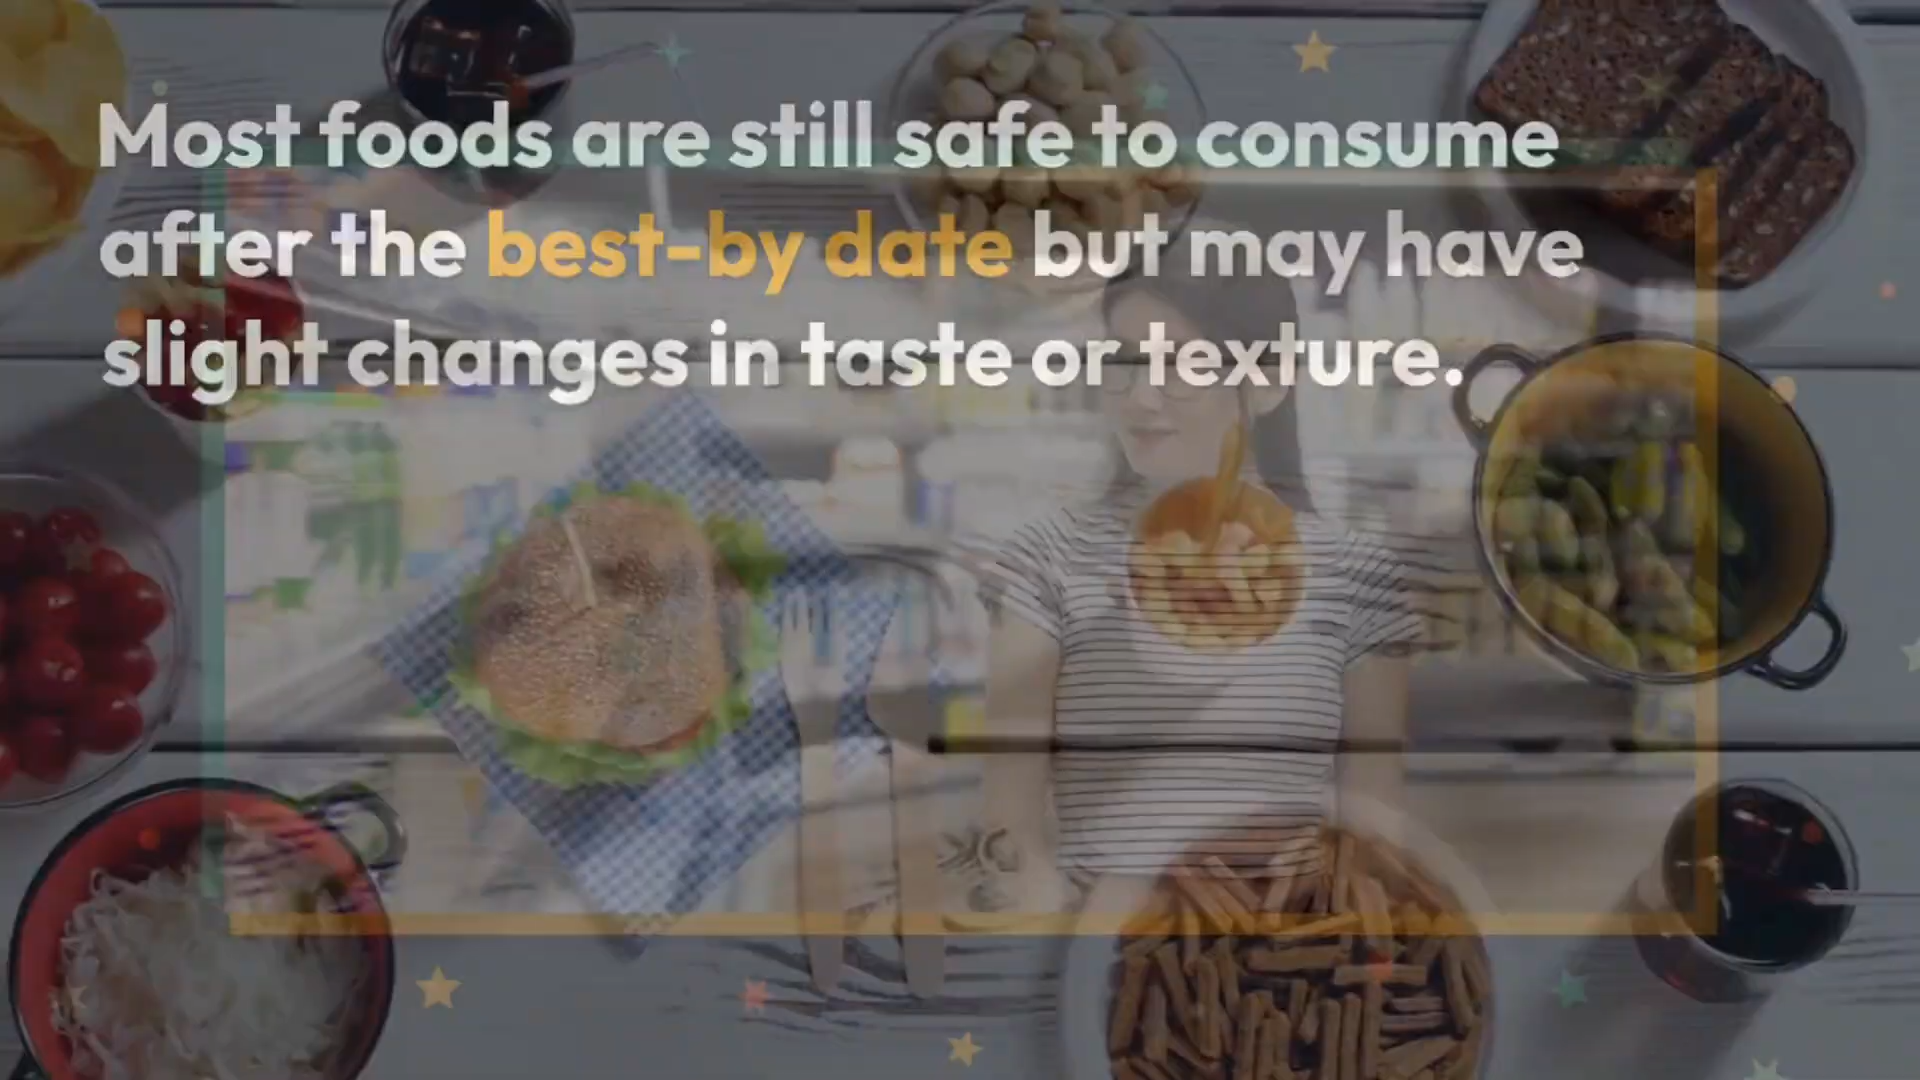 Most foods are still safe to consume
after the best-by date but may have
slight changes in taste or texture.